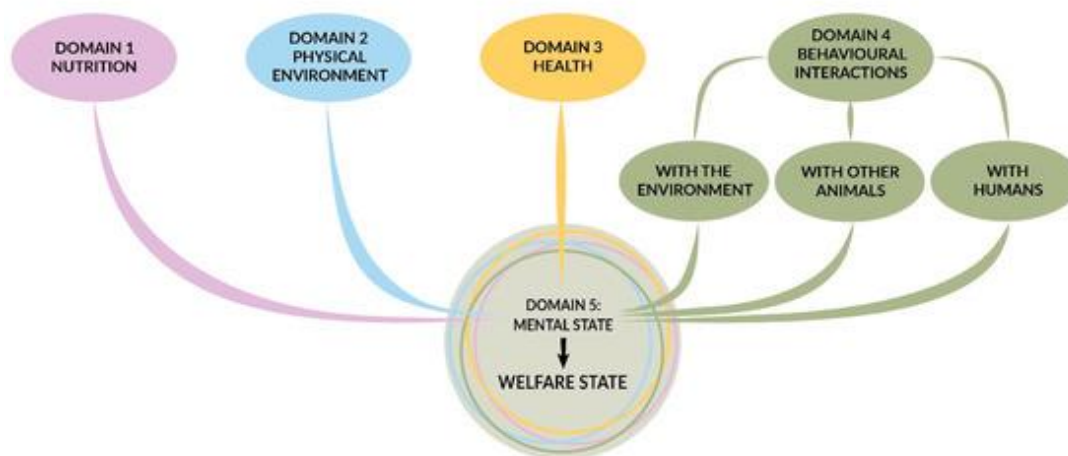 DOMAIN 1
NUTRITION
DOMAIN 2
PHYSICAL
ENVIRONMENT
DOMAIN 3
HEALTH
DOMAIN 4
BEHAVIOURAL
INTERACTIONS
WITH THE
ENVIRONMENT
WITH OTHER
ANIMALS
WITH
HUMANS
DOMAIN 5:
MENTAL STATE
WELFARE STATE